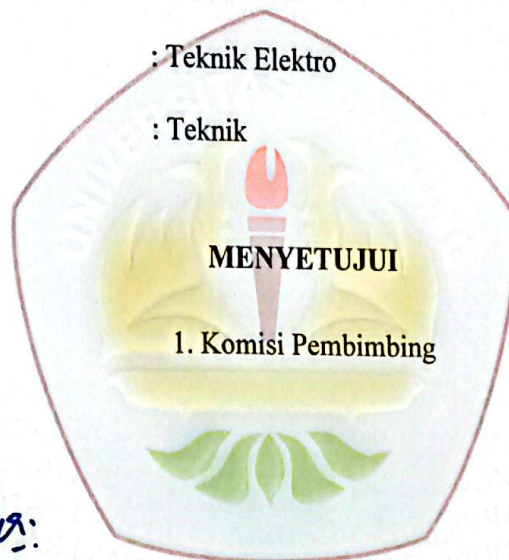 : Teknik Elektro
: Teknik
MENYETUJUI
1. Komisi Pembimbing